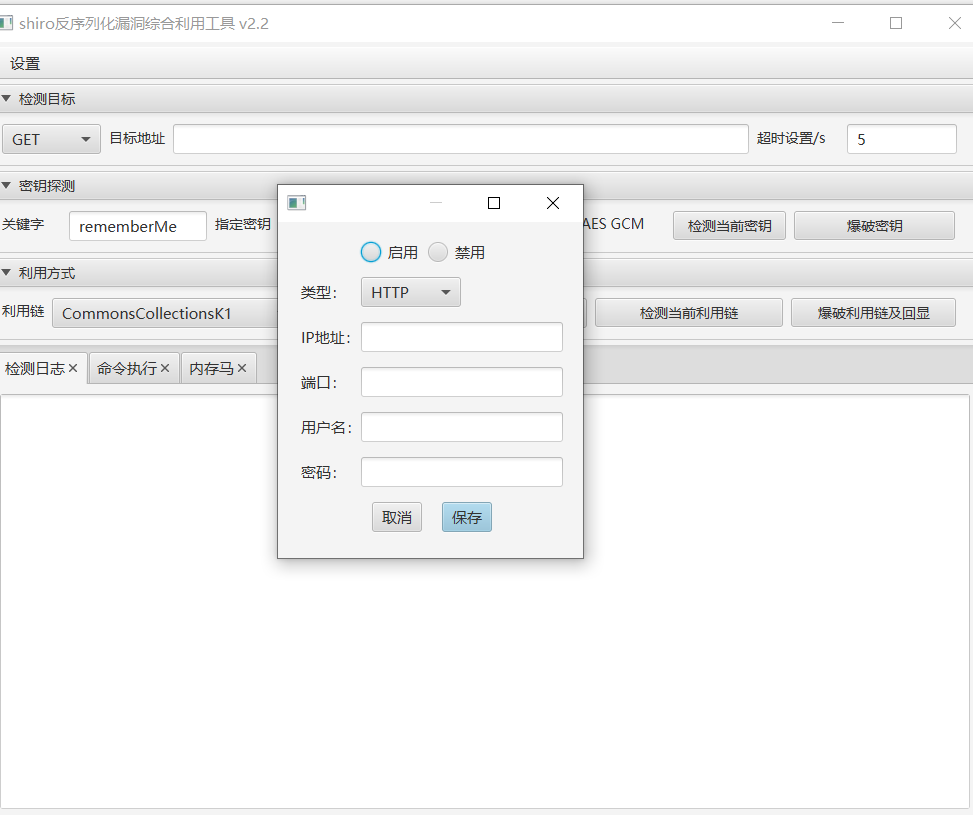 shiro反序列化漏洞综合利用工具 v2.2
设置
检测目标
GET 目标地址 超时设置/s 5
密钥探测
关键字 rememberMe 指定密钥 AES GCM 检测当前密钥 爆破密钥
利用方式
利用链 CommonsCollectionsK1 检测当前利用链 爆破利用链及回显
检测日志 命令执行 内存马
启用 禁用
类型: HTTP
IP地址:
端口:
用户名:
密码:
取消 保存